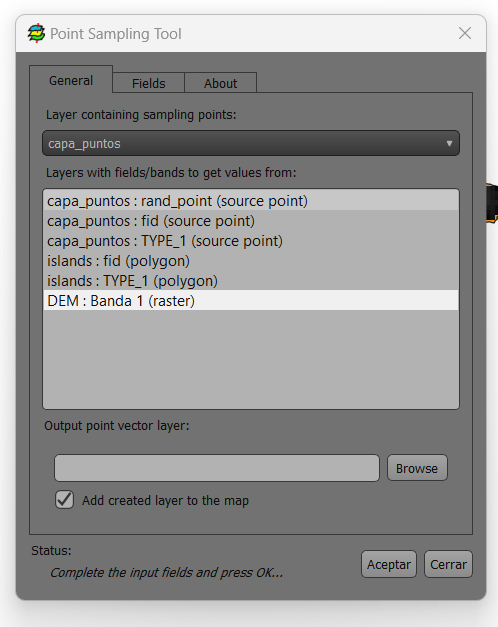 Point Sampling Tool
General
Fields
About
Layer containing sampling points:
capa_puntos
Layers with fields/bands to get values from:
capa_puntos : rand_point (source point)
capa_puntos : fid (source point)
capa_puntos : TYPE_1 (source point)
islands : fid (polygon)
islands : TYPE_1 (polygon)
DEM : Banda 1 (raster)
Output point vector layer:
Browse
Add created layer to the map
Status:
Complete the input fields and press OK...
Aceptar
Cerrar